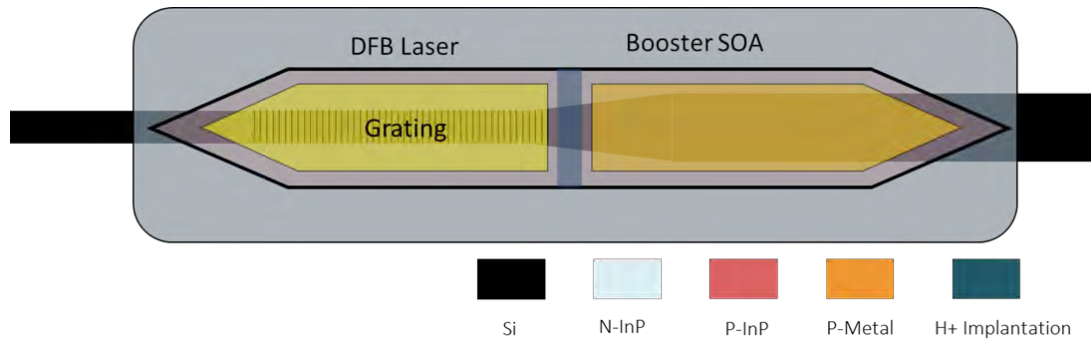 DFB Laser
Booster SOA
Grating
Si
N-InP
P-InP
P-Metal
H+ Implantation